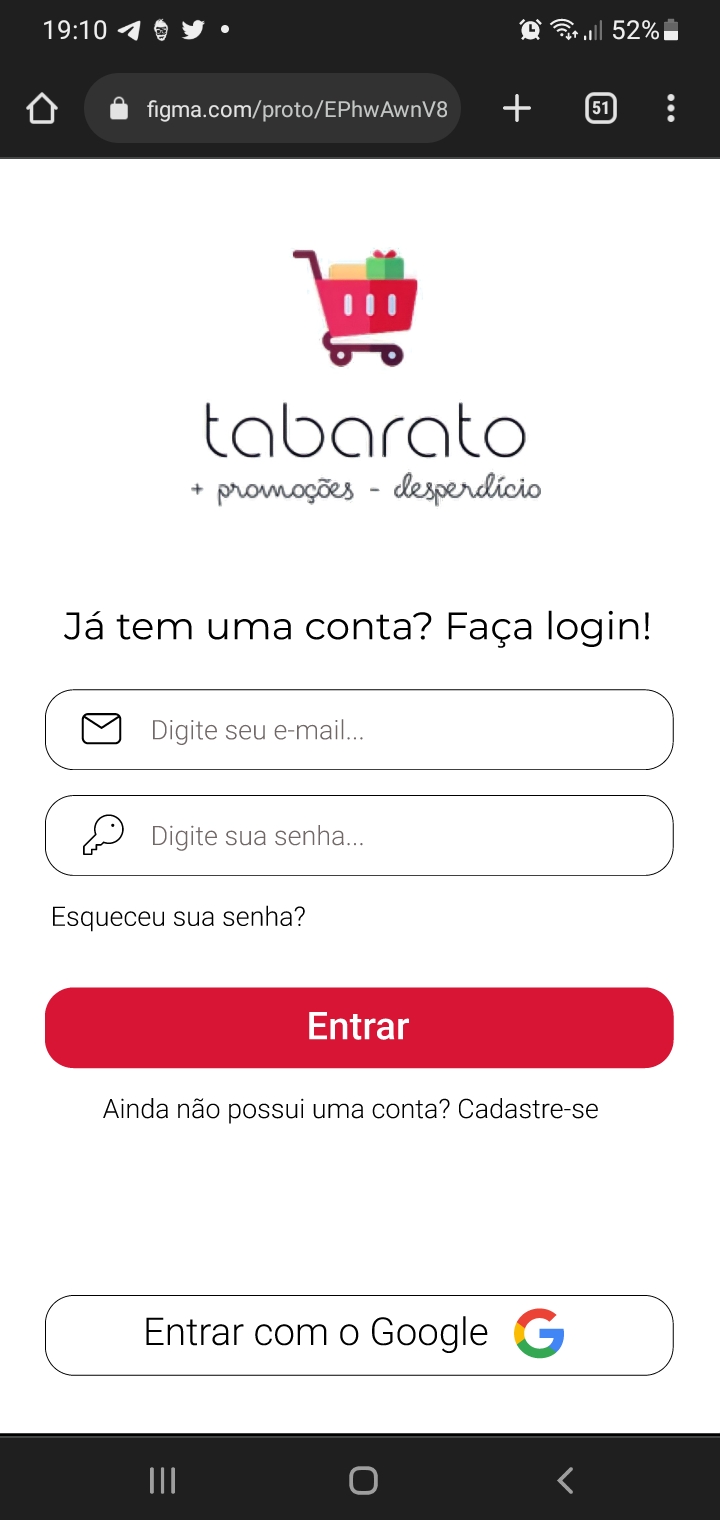 19:10
52%
figma.com/proto/EPhwAwnV8
51
tabarato
+ promoções - desperdício
Já tem uma conta? Faça login!
Digite seu e-mail...
Digite sua senha...
Esqueceu sua senha?
Entrar
Ainda não possui uma conta? Cadastre-se
Entrar com o Google